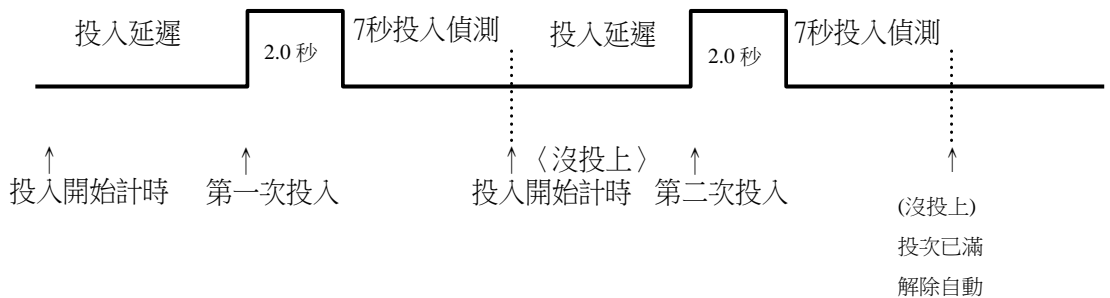 投入延遲
2.0 秒
7秒投入偵測
投入延遲
2.0 秒
7秒投入偵測
↑
投入開始計時
↑
第一次投入
↑〈沒投上〉
投入開始計時
↑
第二次投入
↑
(沒投上)
投次已滿
解除自動